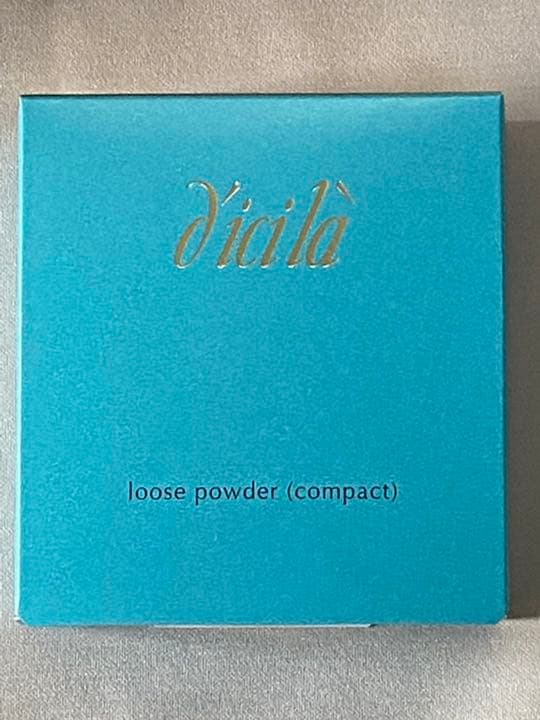 d'ici là
loose powder (compact)